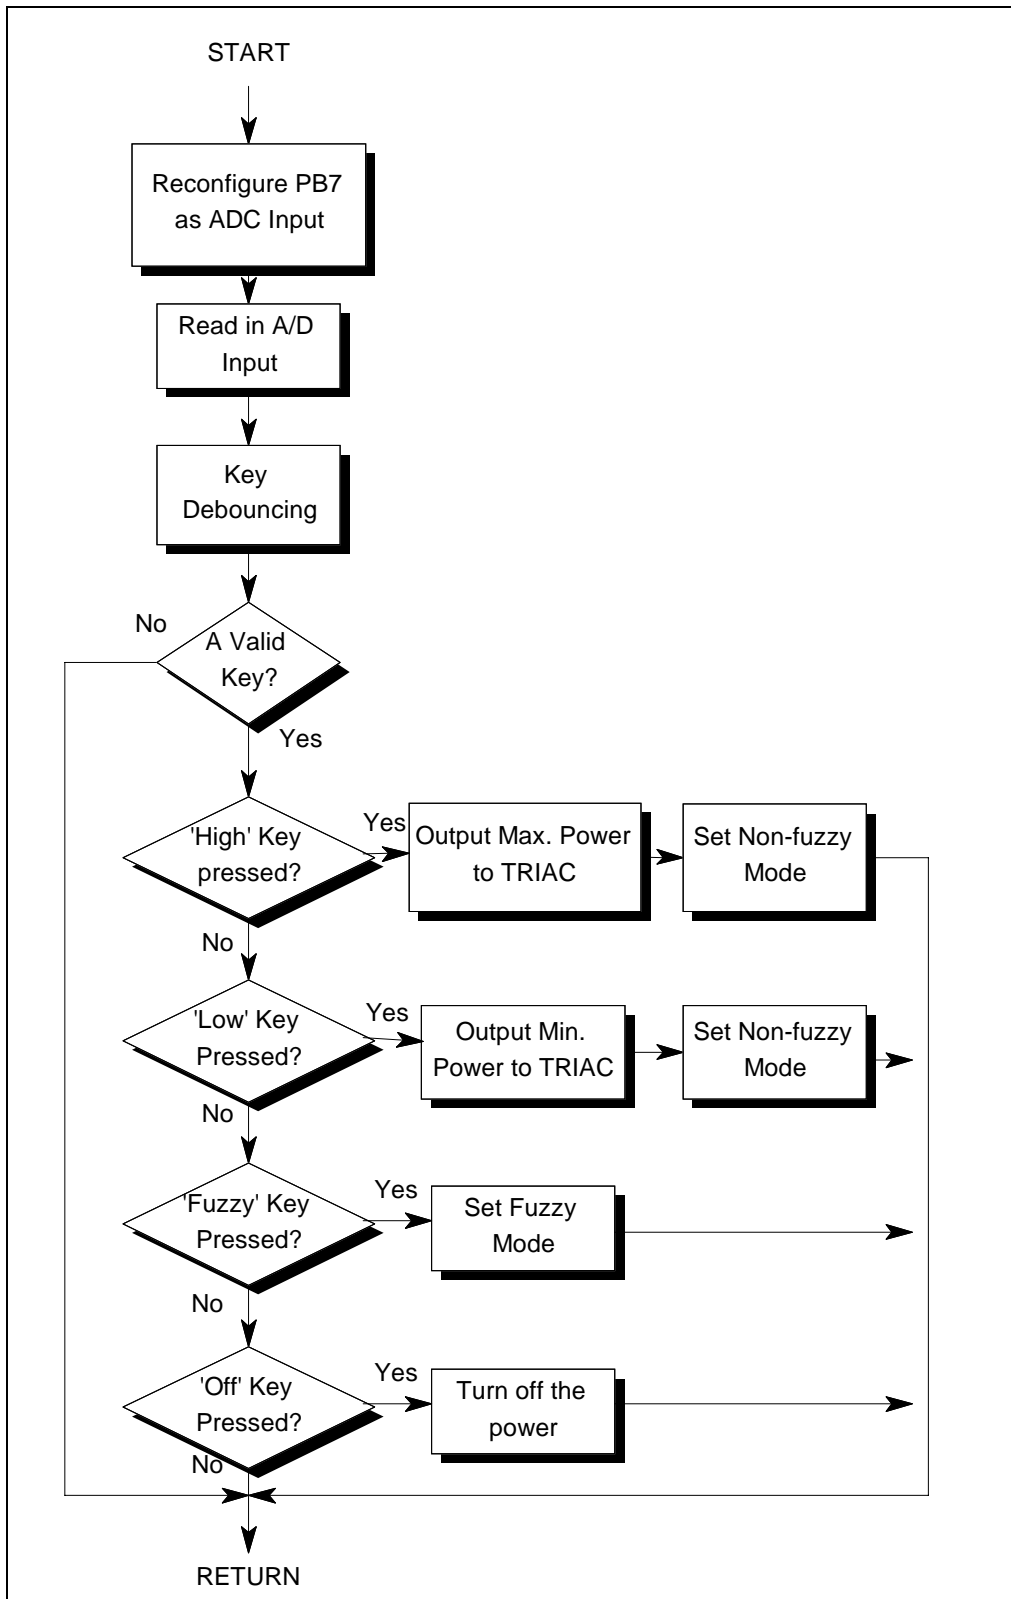 START
Reconfigure PB7
as ADC Input
Read in A/D
Input
Key
Debouncing
No
A Valid
Key?
Yes
'High' Key
pressed?
Yes
Output Max. Power
to TRIAC
Set Non-fuzzy
Mode
No
'Low' Key
Pressed?
Yes
Output Min.
Power to TRIAC
Set Non-fuzzy
Mode
No
'Fuzzy' Key
Pressed?
Yes
Set Fuzzy
Mode
No
'Off' Key
Pressed?
Yes
Turn off the
power
No
RETURN